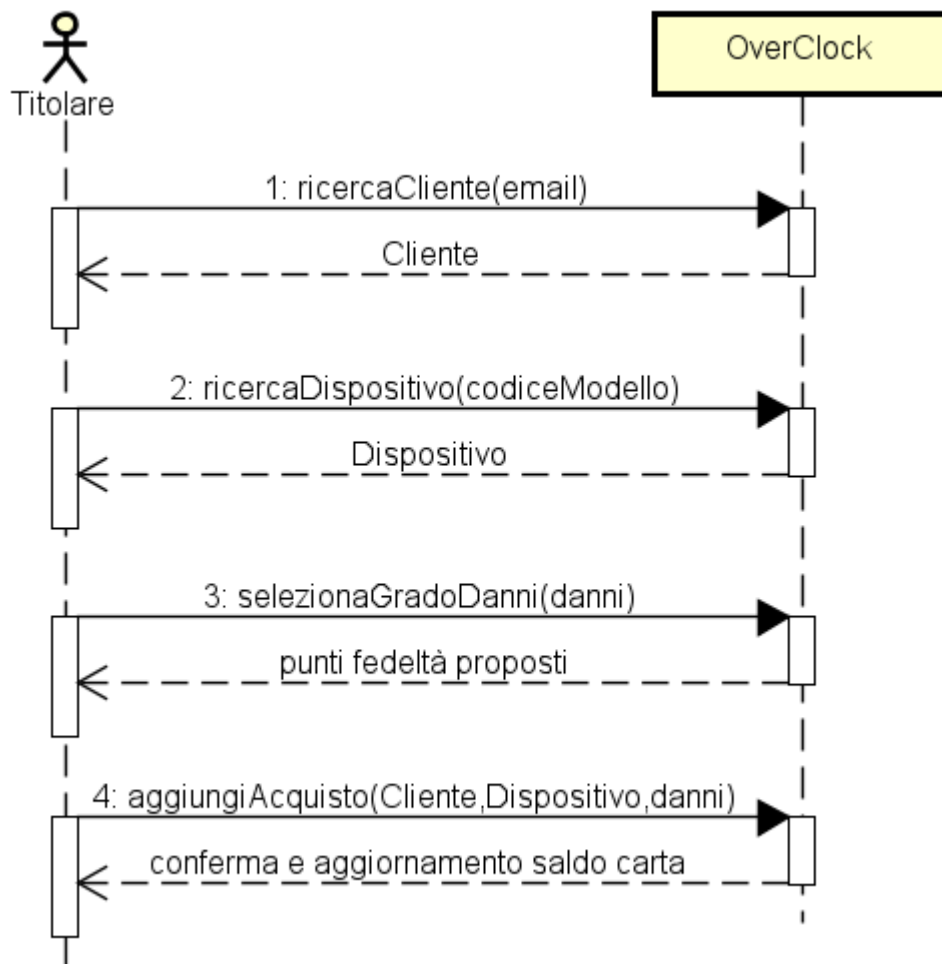 Titolare
OverClock
1: ricercaCliente(email)
Cliente
2: ricercaDispositivo(codiceModello)
Dispositivo
3: selezionaGradoDanni(danni)
punti fedeltà proposti
4: aggiungiAcquisto(Cliente,Dispositivo,danni)
conferma e aggiornamento saldo carta